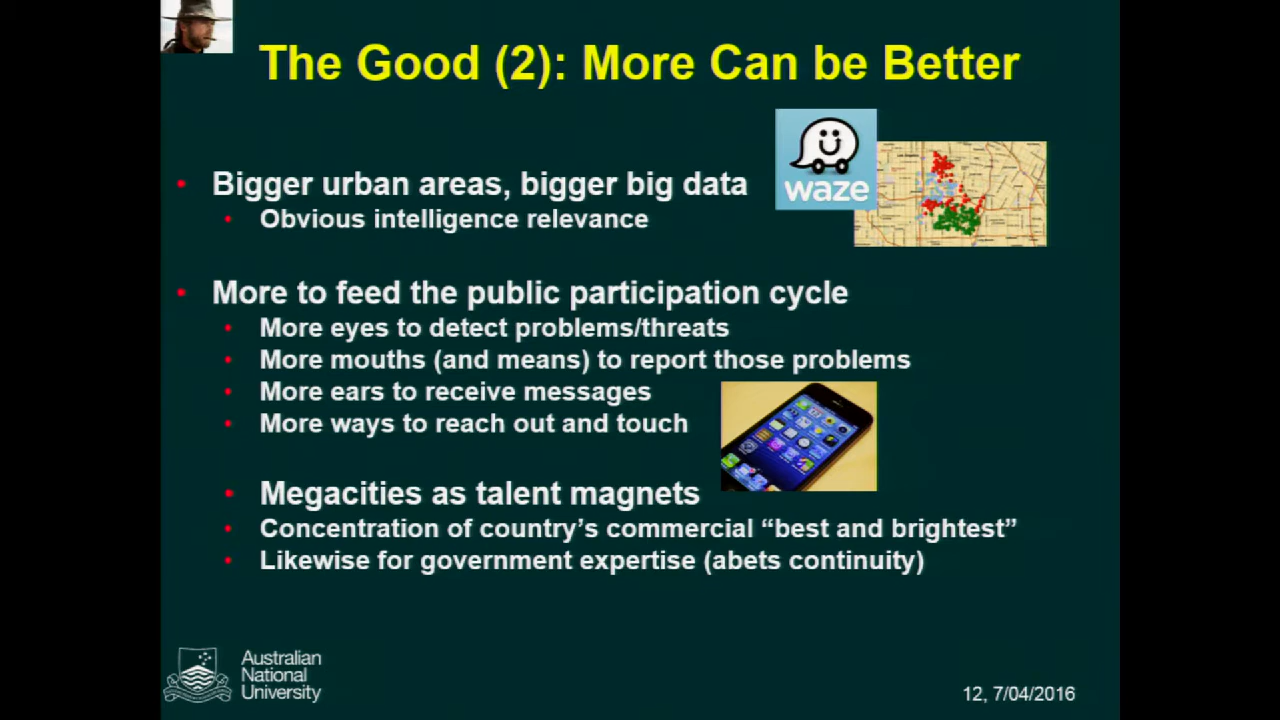 The Good (2): More Can be Better
waze
Bigger urban areas, bigger big data
Obvious intelligence relevance
More to feed the public participation cycle
More eyes to detect problems/threats
More mouths (and means) to report those problems
More ears to receive messages
More ways to reach out and touch
Megacities as talent magnets
Concentration of country’s commercial “best and brightest”
Likewise for government expertise (abets continuity)
Australian
National
University
12, 7/04/2016